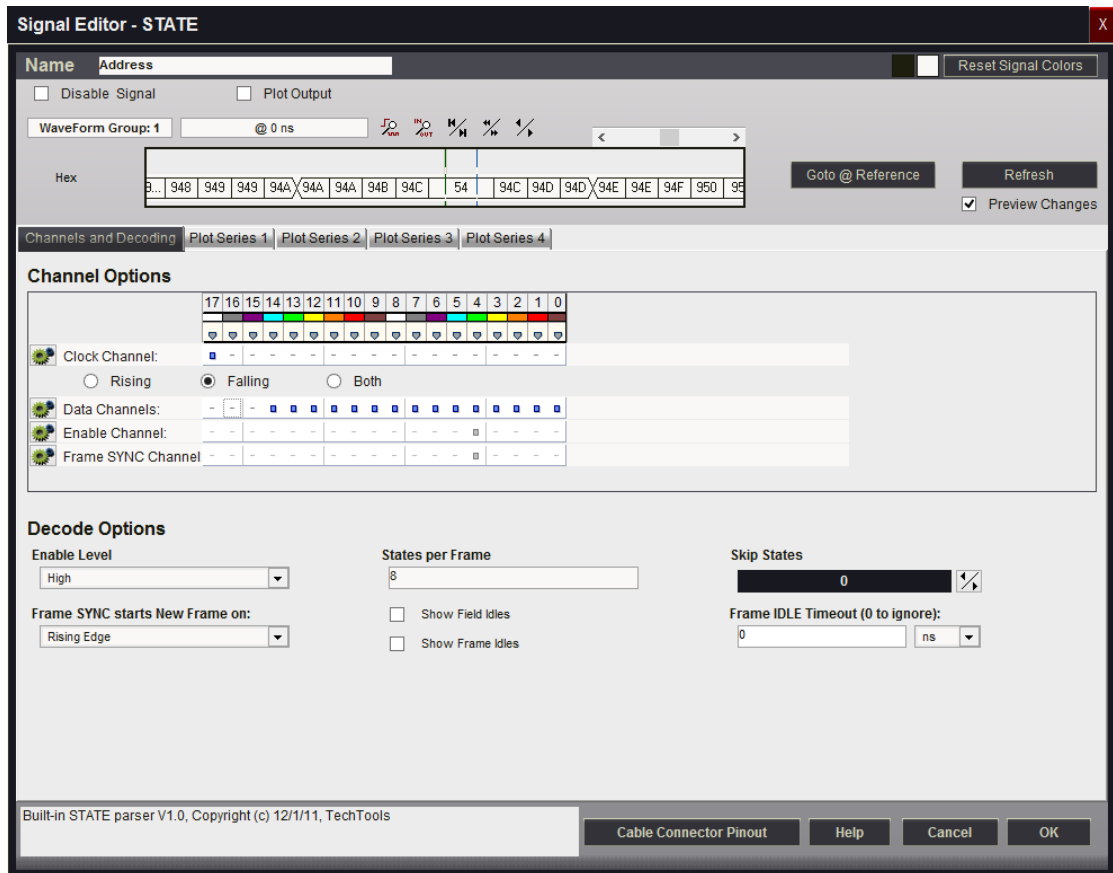 Signal Editor - STATE
X
Name Address Reset Signal Colors
Disable Signal Plot Output
WaveForm Group: 1 @ 0 ns IN OUT
Hex 948 949 949 94A 94A 94A 94B 94C 54 94C 94D 94D 94E 94E 94F 950 95
Goto @ Reference Refresh
Preview Changes
Channels and Decoding Plot Series 1 Plot Series 2 Plot Series 3 Plot Series 4
Channel Options
17 16 15 14 13 12 11 10 9 8 7 6 5 4 3 2 1 0
Clock Channel:
Rising Falling Both
Data Channels:
Enable Channel:
Frame SYNC Channel
Decode Options
Enable Level States per Frame Skip States
High 8 0
Frame SYNC starts New Frame on: Show Field Idles Frame IDLE Timeout (0 to ignore):
Rising Edge Show Frame Idles 0 ns
Built-in STATE parser V1.0, Copyright (c) 12/1/11, TechTools
Cable Connector Pinout Help Cancel OK